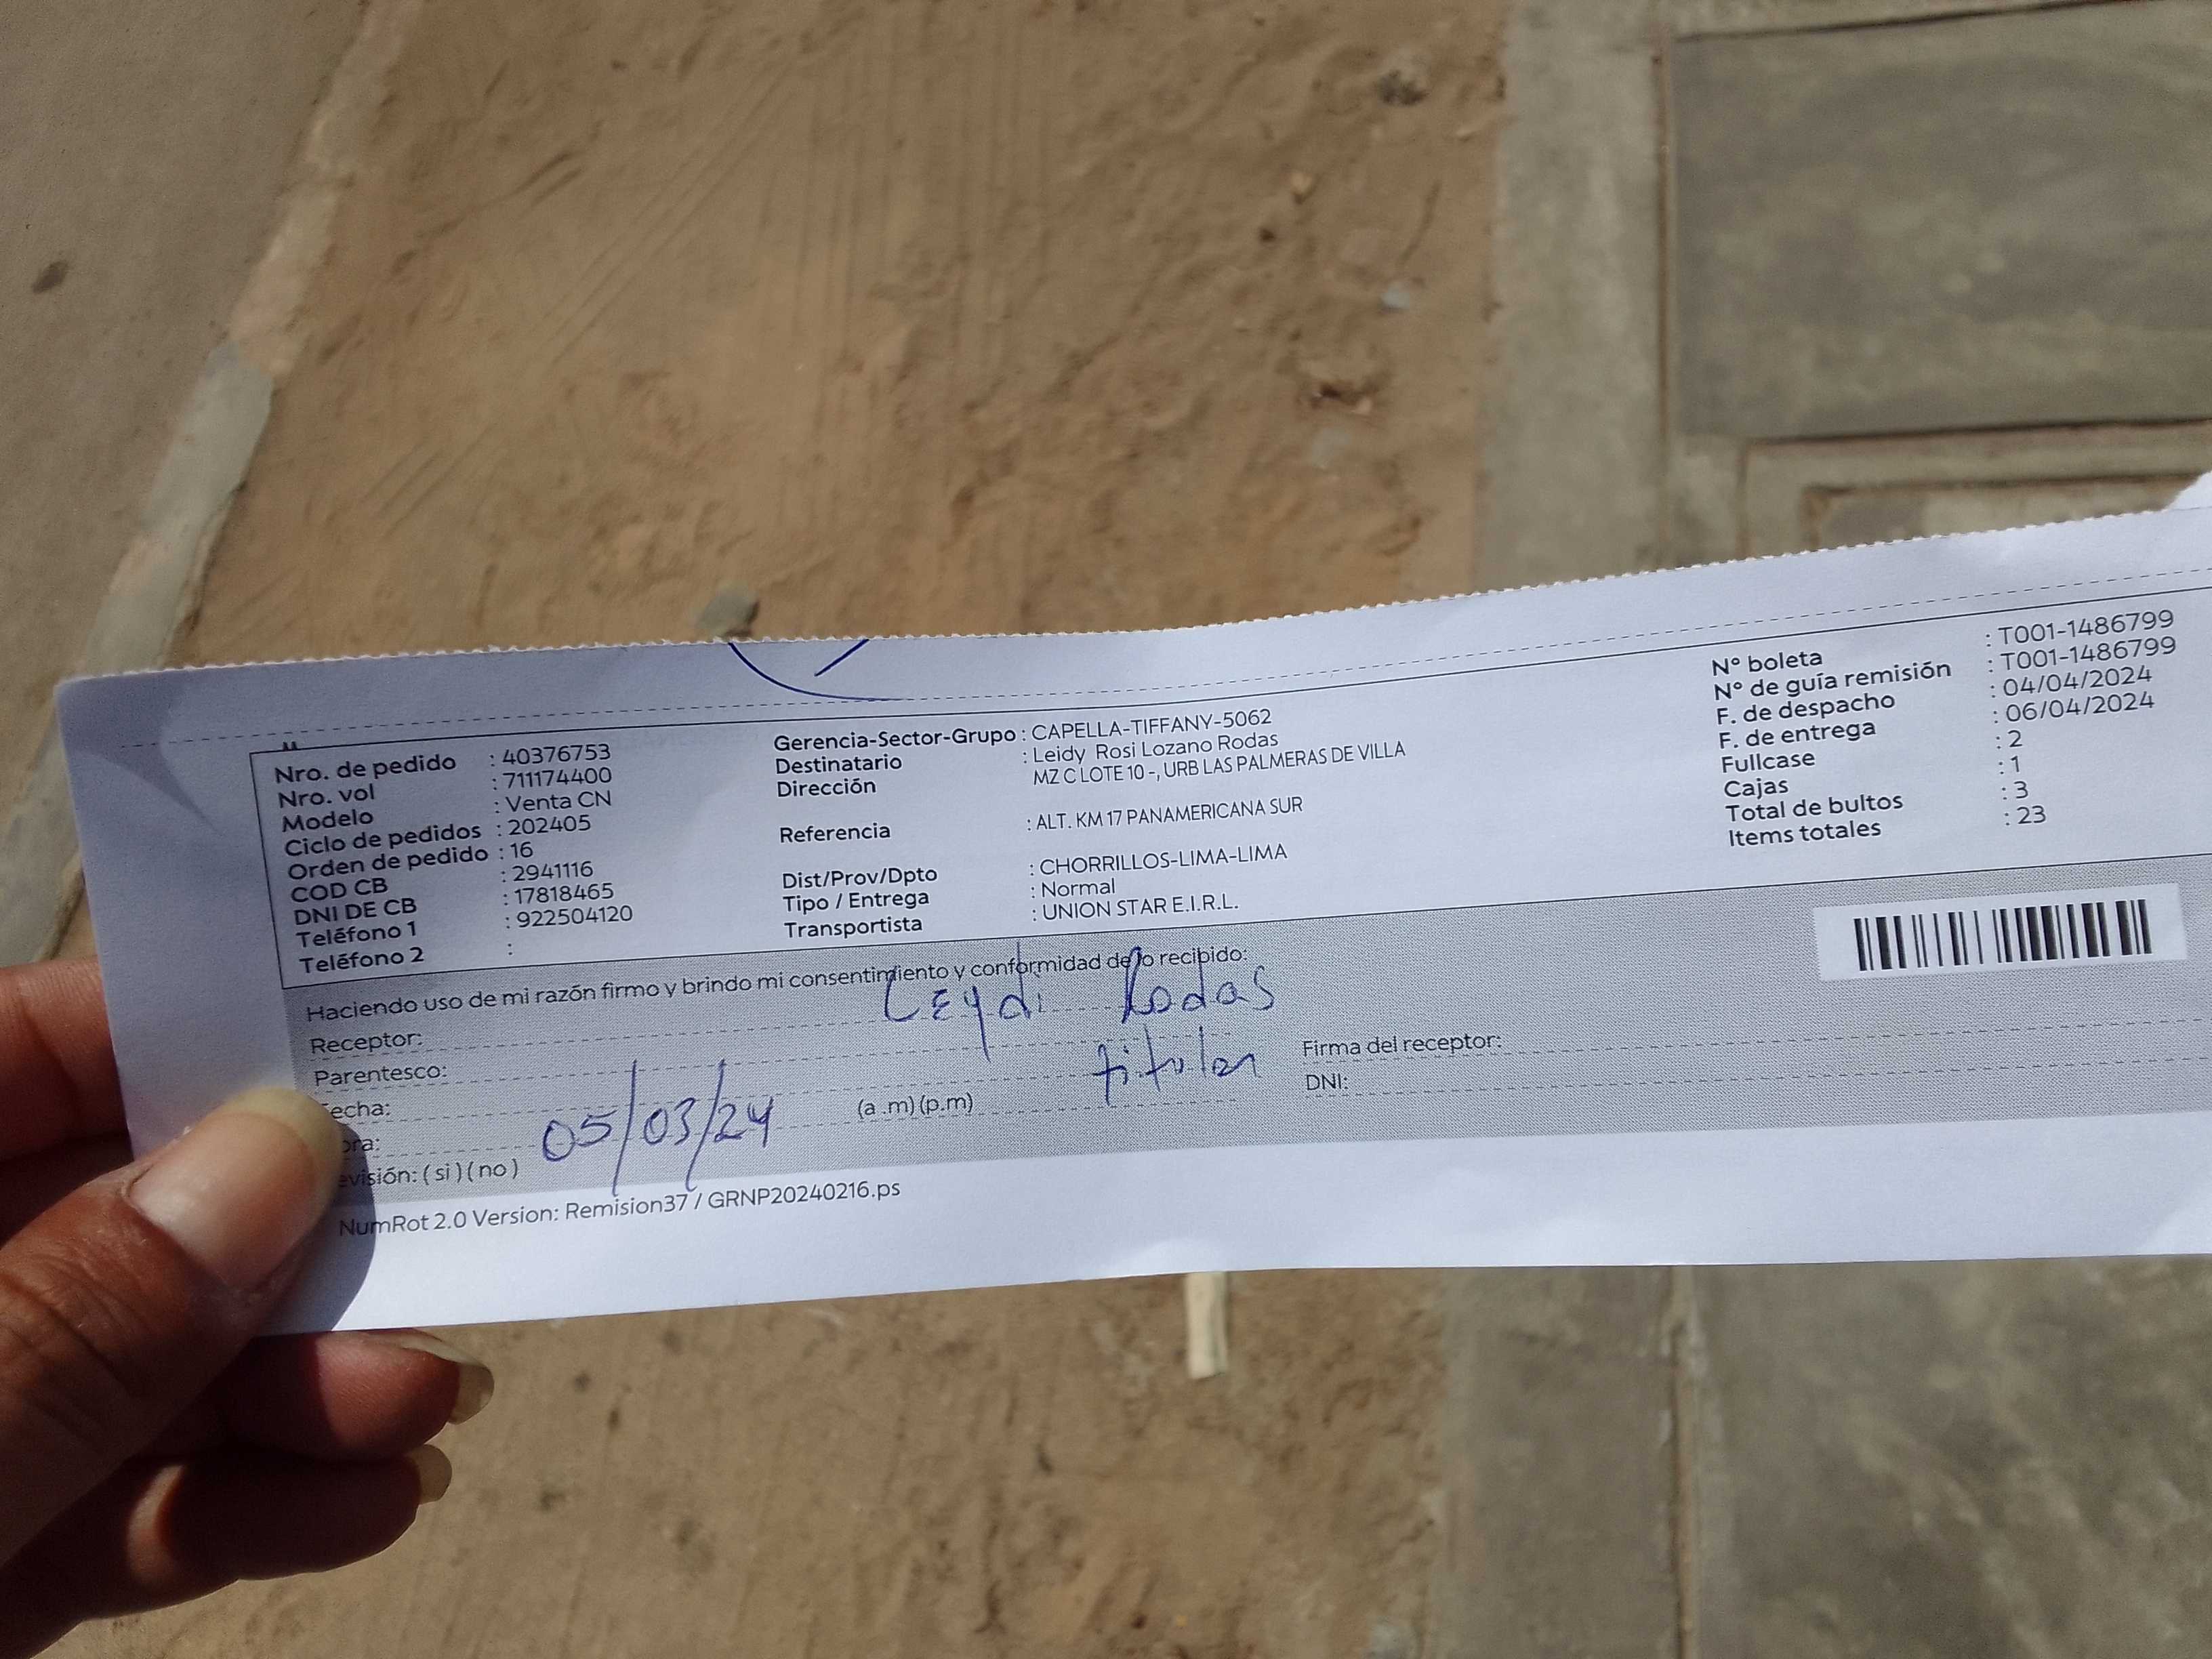 Nro. de pedido : 40376753
Nro. vol : 711174400
Modelo : Venta CN
Ciclo de pedidos : 202405
Orden de pedido : 16
COD CB : 2941116
DNI DE CB : 17818465
Teléfono 1 : 922504120
Teléfono 2 :
Gerencia-Sector-Grupo : CAPELLA-TIFFANY-5062
Destinatario : Leidy Rosi Lozano Rodas
Dirección MZ C LOTE 10 -, URB LAS PALMERAS DE VILLA
Referencia : ALT. KM 17 PANAMERICANA SUR
Dist/Prov/Dpto : CHORRILLOS-LIMA-LIMA
Tipo / Entrega : Normal
Transportista : UNION STAR E.I.R.L.
N° boleta : T001-1486799
N° de guía remisión : T001-1486799
F. de despacho : 04/04/2024
F. de entrega : 06/04/2024
Fullcase : 2
Cajas : 1
Total de bultos : 3
Items totales : 23
Haciendo uso de mi razón firmo y brindo mi consentimiento y conformidad de lo recibido:
Receptor: Leydi Rodas
Parentesco: titular
echa: 05/03/24
ora: (a .m) (p.m)
evisión: ( si ) ( no )
Firma del receptor:
DNI:
NumRot 2.0 Version: Remision37 / GRNP20240216.ps